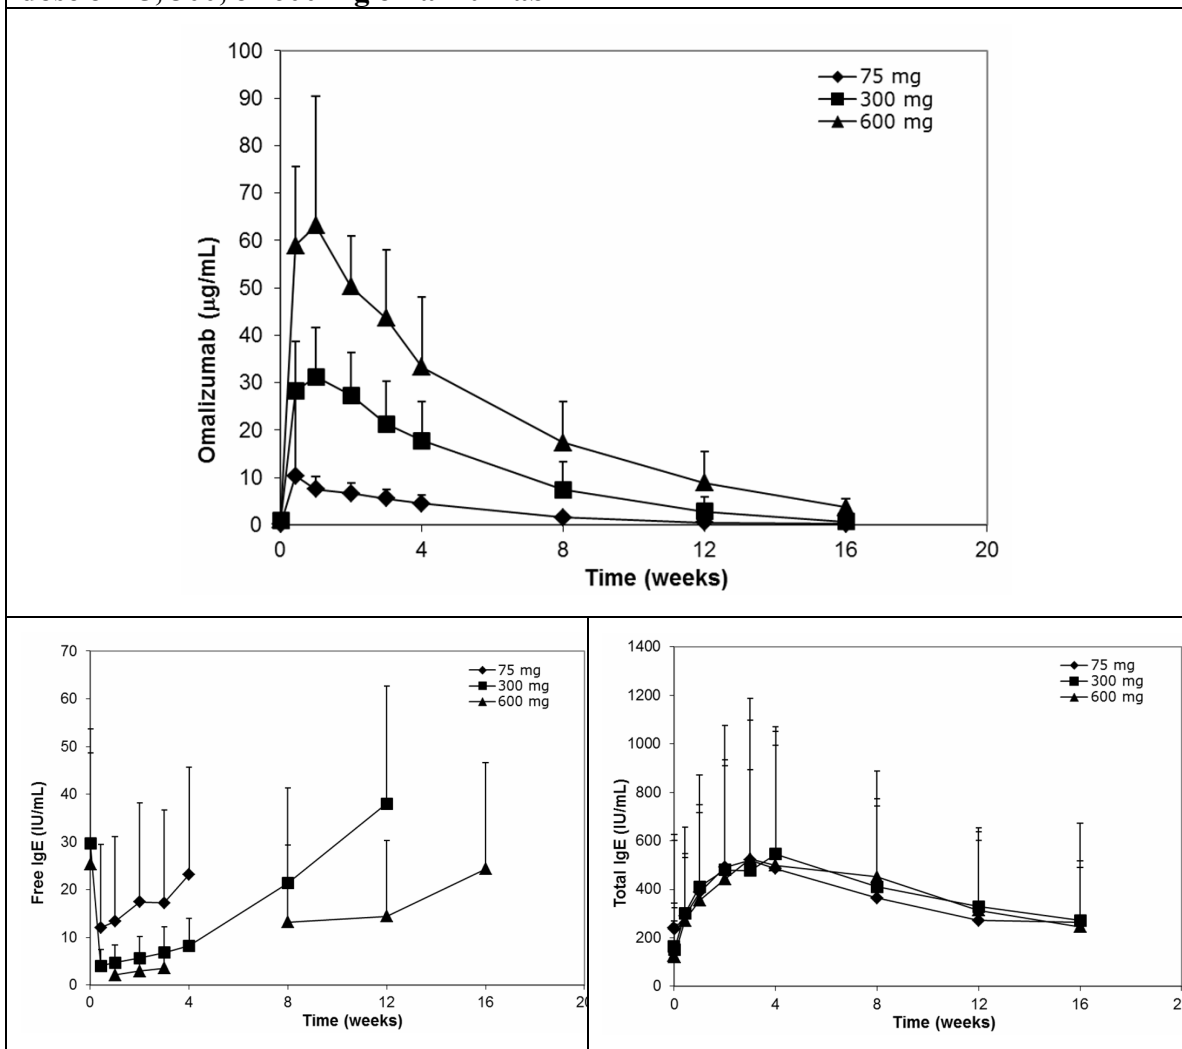 100
90
80
70
60
50
40
30
20
10
0
0 4 8 12 16 20
Omalizumab (µg/mL)
Time (weeks)
75 mg
300 mg
600 mg
70
60
50
40
30
20
10
0
0 4 8 12 16
Free IgE (IU/mL)
Time (weeks)
75 mg
300 mg
600 mg
1400
1200
1000
800
600
400
200
0
0 4 8 12 16
Total IgE (IU/mL)
Time (weeks)
75 mg
300 mg
600 mg